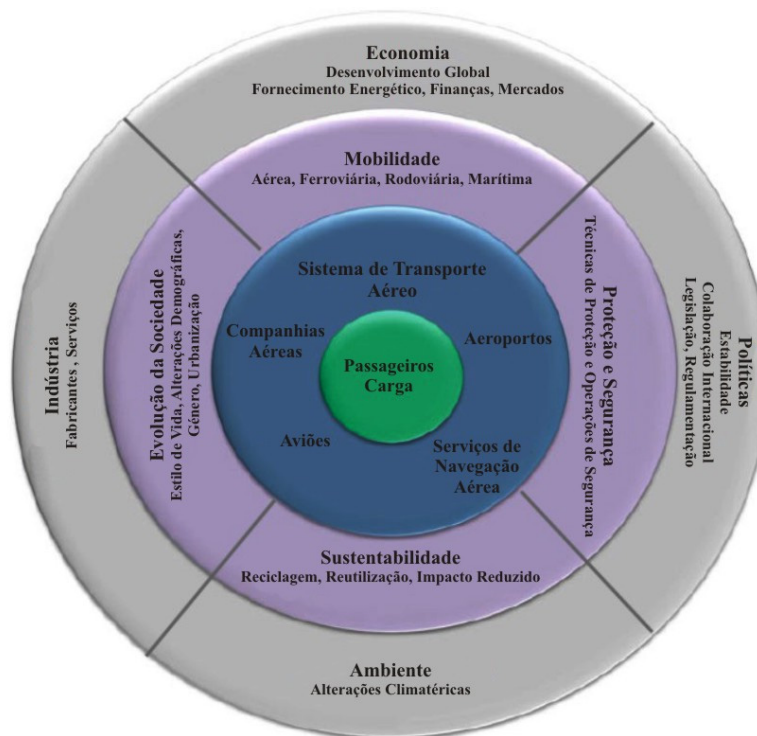 Economia
Desenvolvimento Global
Fornecimento Energético, Finanças, Mercados
Mobilidade
Aérea, Ferroviária, Rodoviária, Marítima
Sistema de Transporte
Aéreo
Companhias
Aéreas
Aeroportos
Passageiros
Carga
Aviões
Serviços de
Navegação
Aérea
Indústria
Fabricantes , Serviços
Evolução da Sociedade
Estilo de Vida, Alterações Demográficas,
Género, Urbanização
Proteção e Segurança
Técnicas de Proteção e Operações de Segurança
Políticas
Estabilidade
Colaboração Internacional
Legislação, Regulamentação
Sustentabilidade
Reciclagem, Reutilização, Impacto Reduzido
Ambiente
Alterações Climatéricas